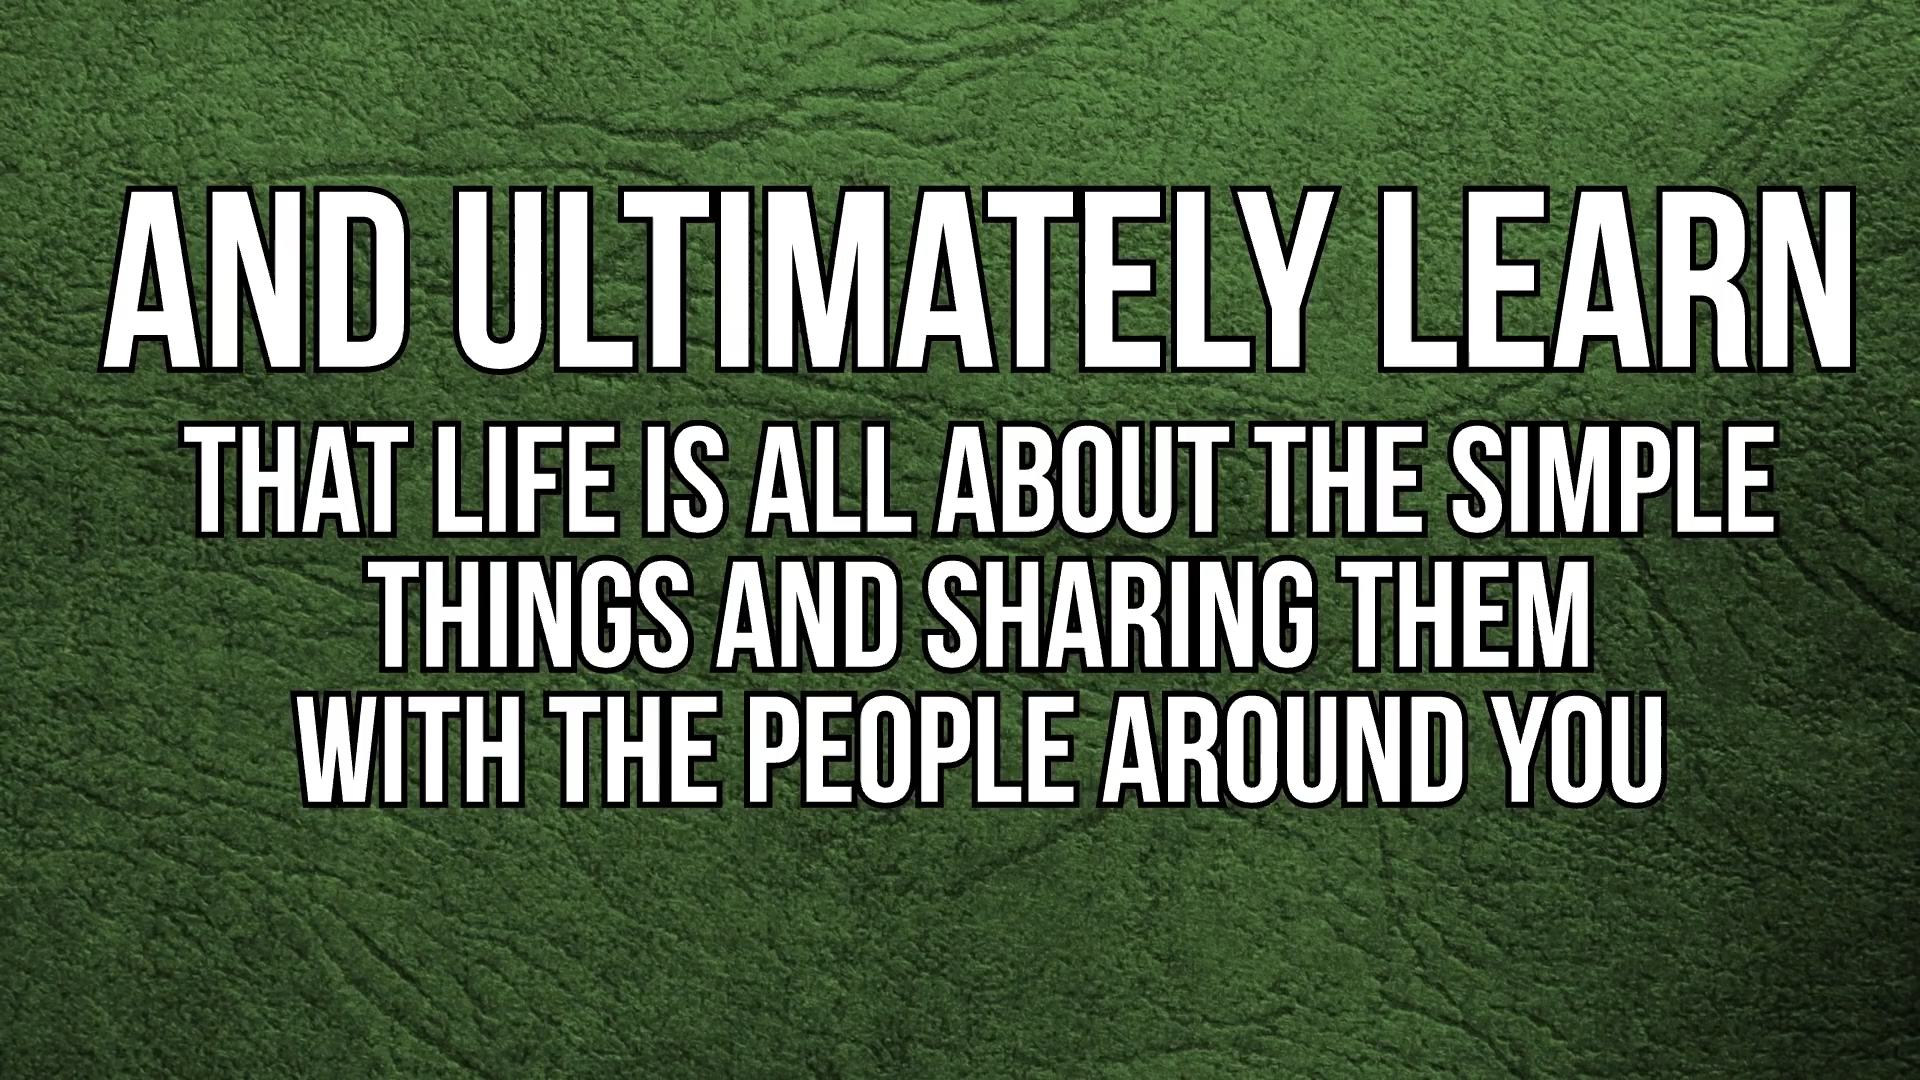 AND ULTIMATELY LEARN
THAT LIFE IS ALL ABOUT THE SIMPLE
THINGS AND SHARING THEM
WITH THE PEOPLE AROUND YOU